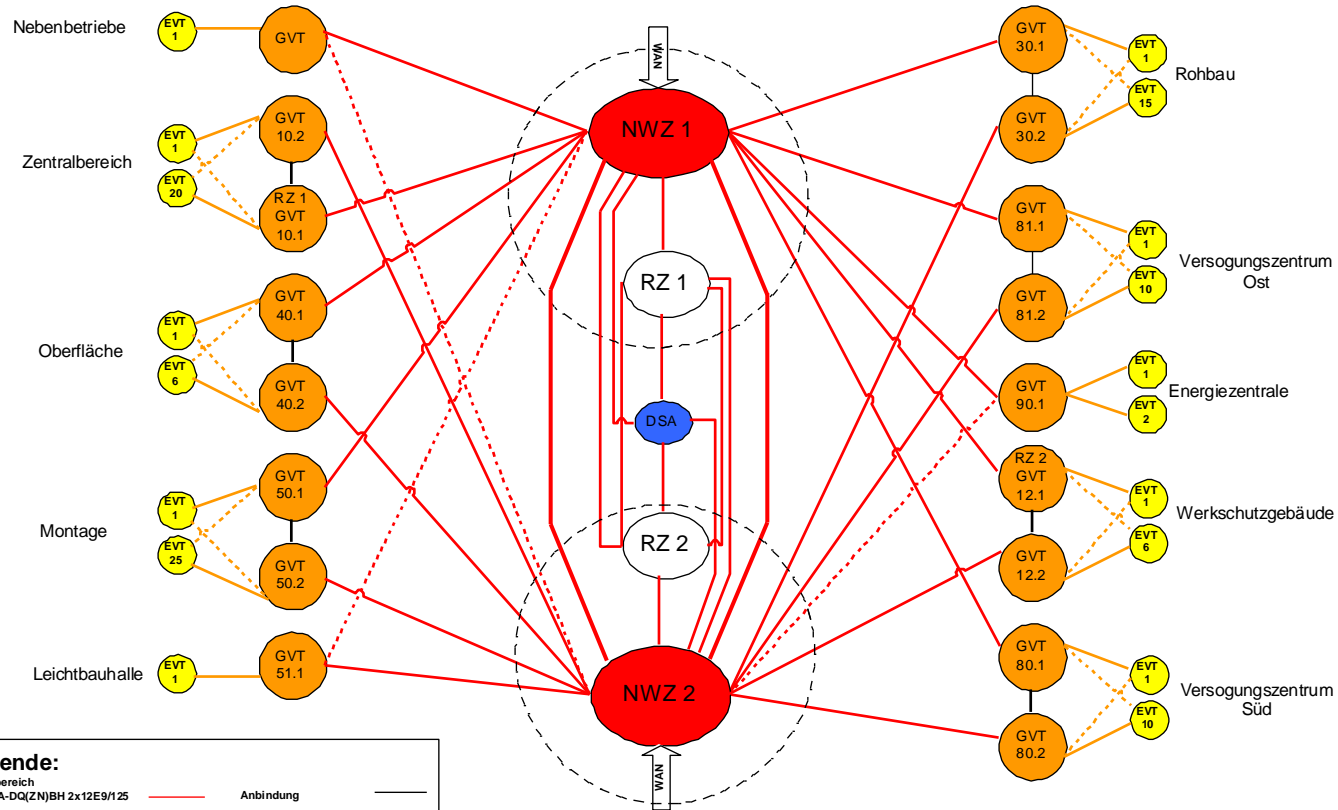 Nebenbetriebe
EVT
1
GVT
Zentralbereich
EVT
1
EVT
20
GVT
10.2
RZ 1
GVT
10.1
Oberfläche
EVT
1
EVT
6
GVT
40.1
GVT
40.2
Montage
EVT
1
EVT
25
GVT
50.1
GVT
50.2
Leichtbauhalle
EVT
1
GVT
51.1
WAN
NWZ 1
RZ 1
DSA
RZ 2
NWZ 2
WAN
GVT
30.1
GVT
30.2
EVT
1
EVT
15
Rohbau
GVT
81.1
GVT
81.2
EVT
1
EVT
10
Versogungszentrum
Ost
GVT
90.1
EVT
1
EVT
2
Energiezentrale
RZ 2
GVT
12.1
GVT
12.2
EVT
1
EVT
6
Werkschutzgebäude
GVT
80.1
GVT
80.2
EVT
1
EVT
10
Versogungszentrum
Süd
ende:
bereich
A-DQ(ZN)BH 2x12E9/125 Anbindung